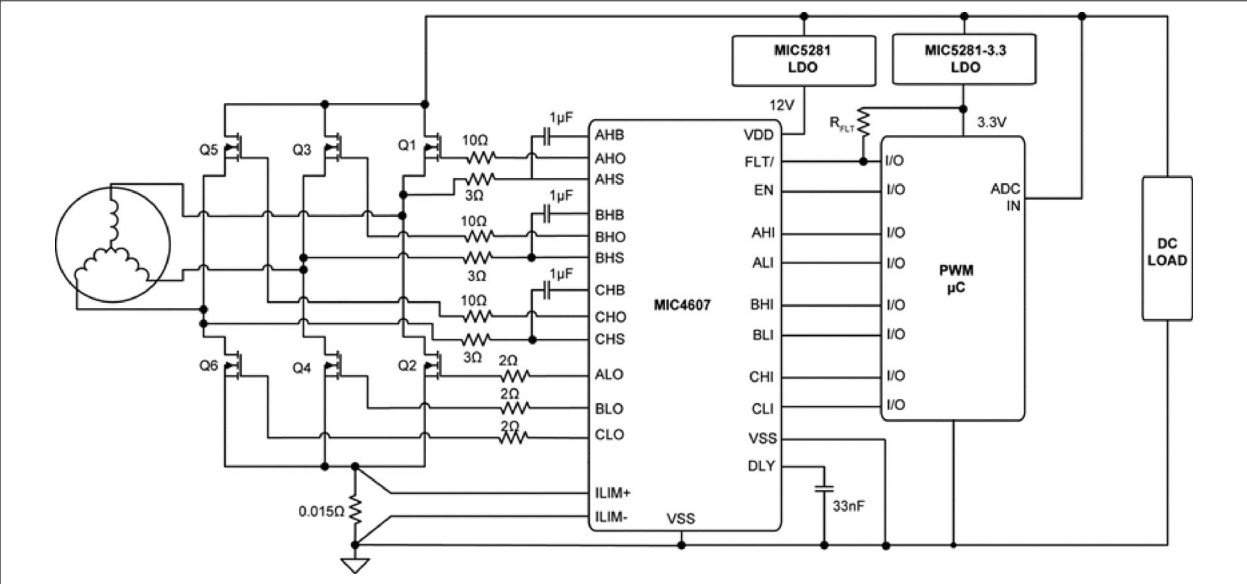 MIC5281
LDO
MIC5281-3.3
LDO
12V
3.3V
R_FLT
Q5
Q3
Q1
10Ω
3Ω
1µF
10Ω
3Ω
1µF
10Ω
3Ω
1µF
Q6
Q4
Q2
2Ω
2Ω
2Ω
0.015Ω
AHB
AHO
AHS
BHB
BHO
BHS
CHB
CHO
CHS
ALO
BLO
CLO
ILIM+
ILIM-
MIC4607
VSS
VDD
FLT/
EN
AHI
ALI
BHI
BLI
CHI
CLI
VSS
DLY
33nF
I/O
I/O
I/O
I/O
I/O
I/O
I/O
I/O
ADC
IN
PWM
µC
DC
LOAD